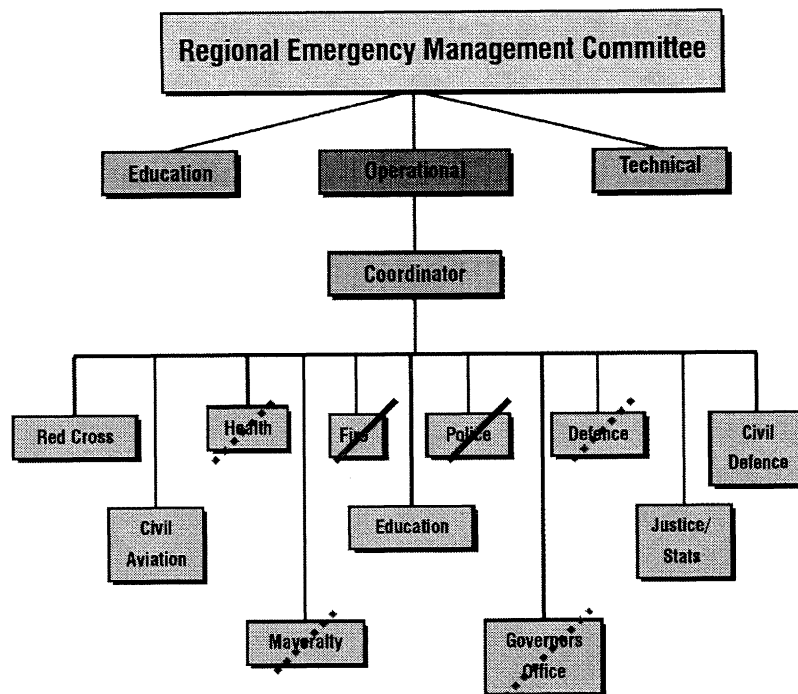 Regional Emergency Management Committee
Education
Operational
Technical
Coordinator
Red Cross
Health
Fire
Police
Defence
Civil
Defence
Civil
Aviation
Education
Justice/
Stats
Mayeralty
Governors
Office